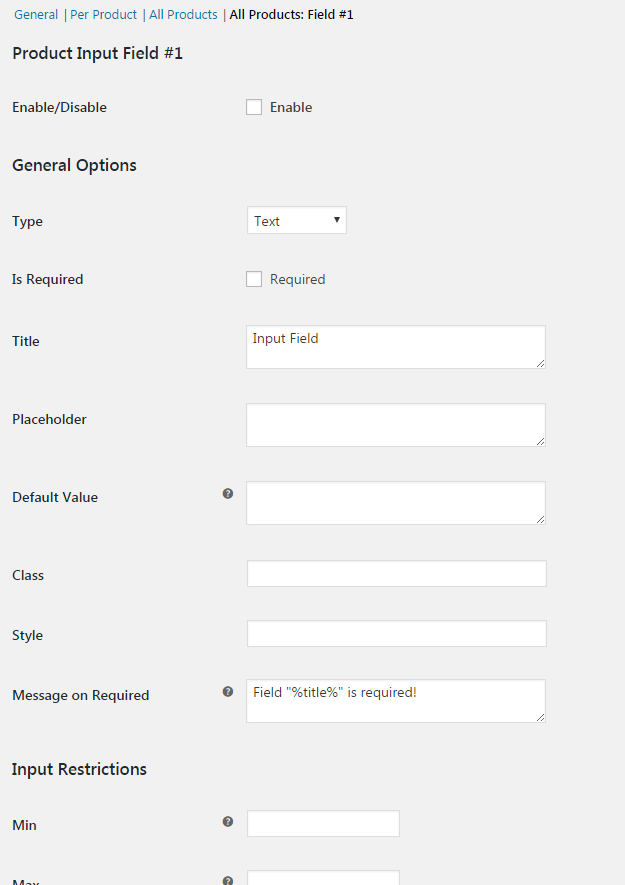 General | Per Product | All Products | All Products: Field #1
Product Input Field #1
Enable/Disable Enable
General Options
Type Text
Is Required Required
Title Input Field
Placeholder
Default Value ?
Class
Style
Message on Required ? Field "%title%" is required!
Input Restrictions
Min ?
Max ?